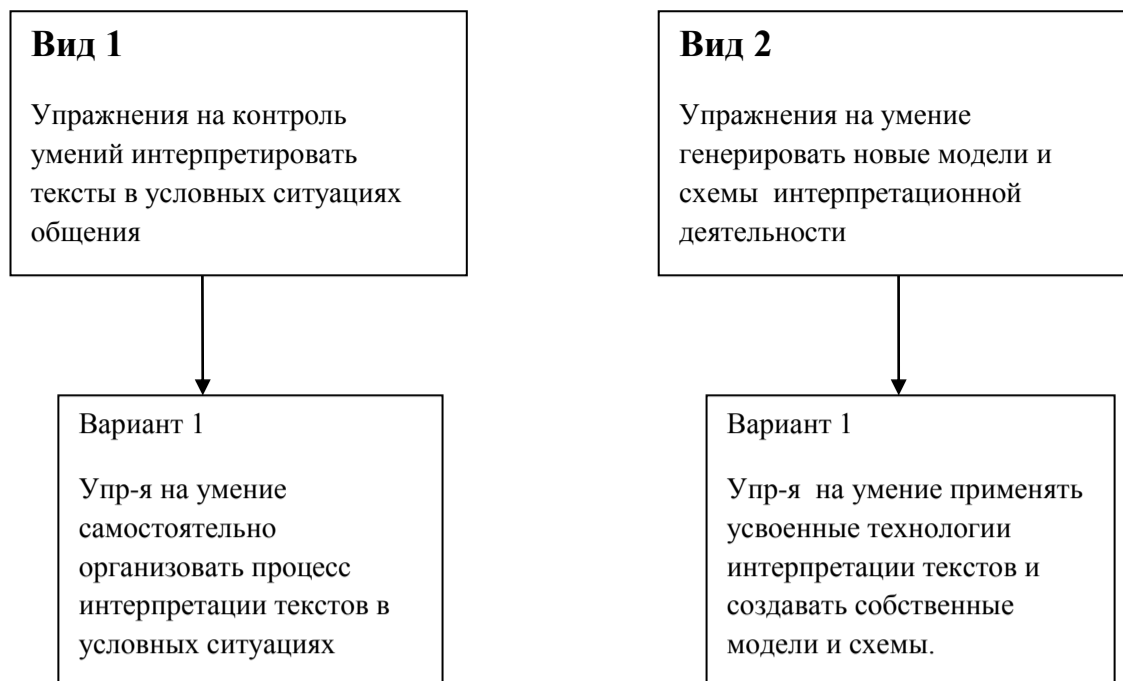 Вид 1
Упражнения на контроль
умений интерпретировать
тексты в условных ситуациях
общения
Вид 2
Упражнения на умение
генерировать новые модели и
схемы интерпретационной
деятельности
Вариант 1
Упр-я на умение
самостоятельно
организовать процесс
интерпретации текстов в
условных ситуациях
Вариант 1
Упр-я на умение применять
усвоенные технологии
интерпретации текстов и
создавать собственные
модели и схемы.